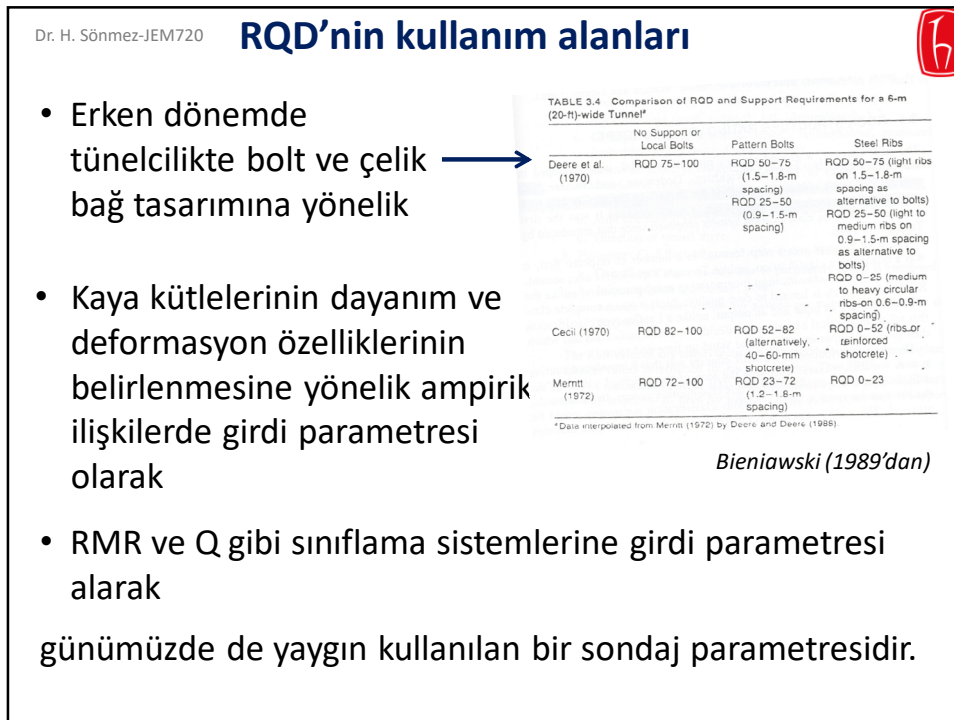 Dr. H. Sönmez-JEM720
RQD’nin kullanım alanları
• Erken dönemde
tünelcilikte bolt ve çelik
bağ tasarımına yönelik
• Kaya kütlelerinin dayanım ve
deformasyon özelliklerinin
belirlenmesine yönelik ampirik
ilişkilerde girdi parametresi
olarak
TABLE 3.4 Comparison of RQD and Support Requirements for a 6-m
(20-ft)-wide Tunnelª
No Support or
Local Bolts
Pattern Bolts
Steel Ribs
Deere et al.
(1970)
RQD 75–100
RQD 50–75
(1.5–1.8-m
spacing)
RQD 25–50
(0.9–1.5-m
spacing)
RQD 50–75 (light ribs
on 1.5–1.8-m
spacing as
alternative to bolts)
RQD 25–50 (light to
medium ribs on
0.9–1.5-m spacing
as alternative to
bolts)
RQD 0–25 (medium
to heavy circular
ribs on 0.6–0.9-m
spacing)
Cecil (1970)
RQD 82–100
RQD 52–82
(alternatively,
40–60-mm
shotcrete)
RQD 0–52 (ribs or
reinforced
shotcrete)
Merritt
(1972)
RQD 72–100
RQD 23–72
(1.2–1.8-m
spacing)
RQD 0–23
ªData interpolated from Merritt (1972) by Deere and Deere (1988).
Bieniawski (1989’dan)
• RMR ve Q gibi sınıflama sistemlerine girdi parametresi
alarak
günümüzde de yaygın kullanılan bir sondaj parametresidir.